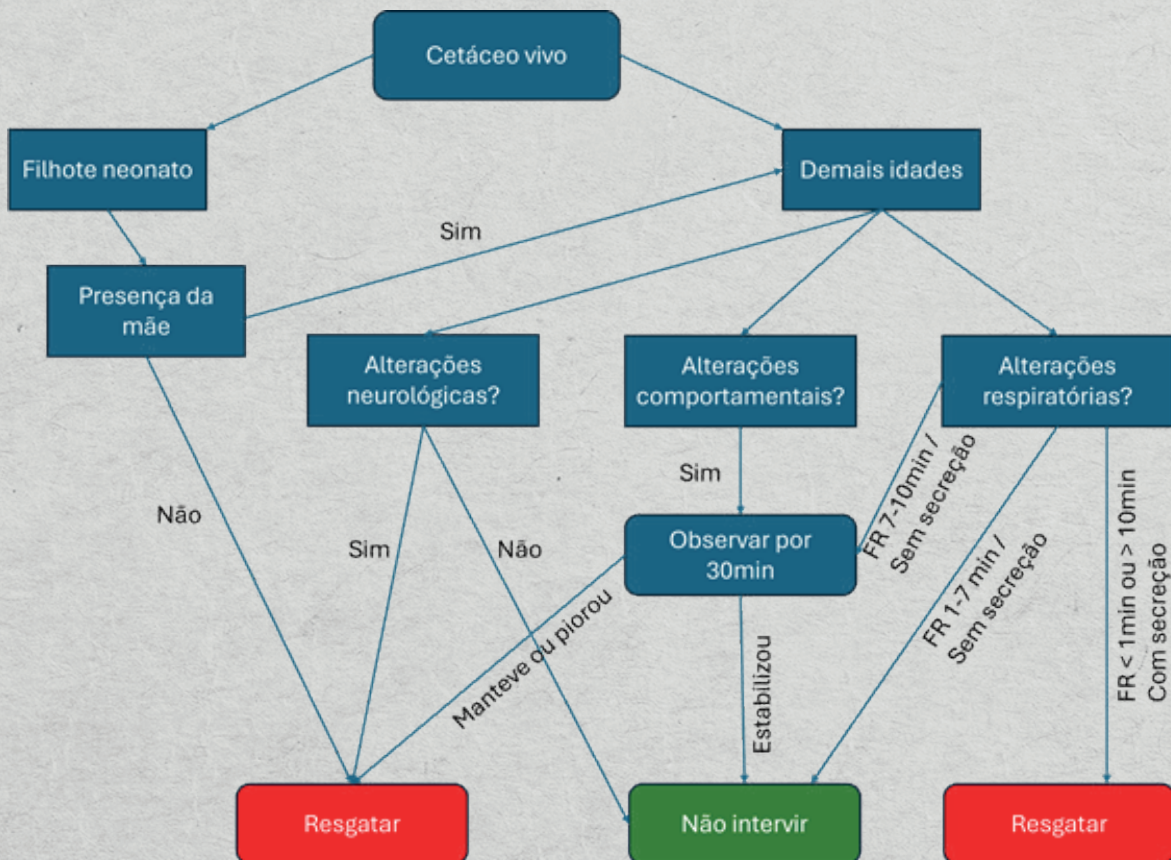 Cetáceo vivo
Filhote neonato
Demais idades
Sim
Presença da
mãe
Alterações
neurológicas?
Alterações
comportamentais?
Alterações
respiratórias?
Não
Sim
Não
Sim
FR 7-10min /
Sem secreção
Observar por
30min
FR 1-7 min /
Sem secreção
FR < 1min ou > 10min
Com secreção
Manteve ou piorou
Estabilizou
Resgatar
Não intervir
Resgatar